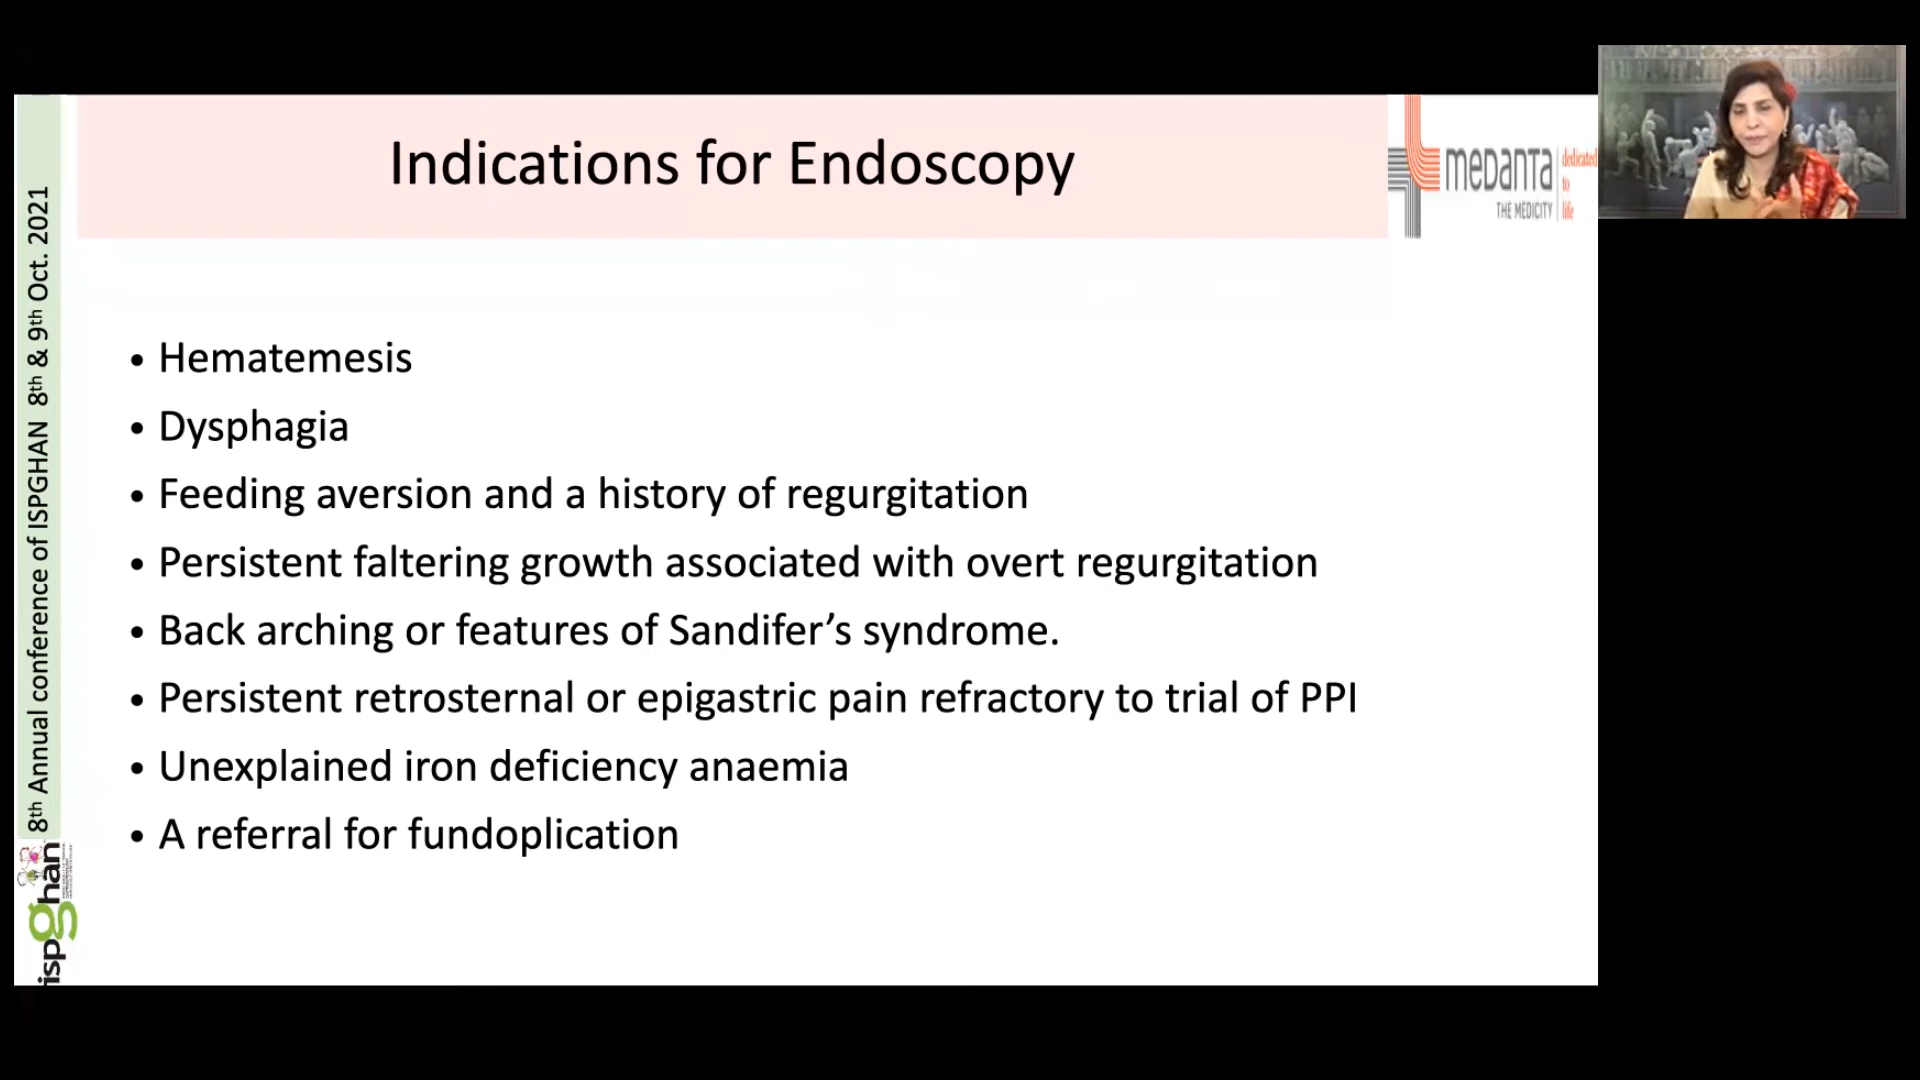 Indications for Endoscopy
MEDANTA
THE MEDICITY
dedicated
to
life
• Hematemesis
• Dysphagia
• Feeding aversion and a history of regurgitation
• Persistent faltering growth associated with overt regurgitation
• Back arching or features of Sandifer’s syndrome.
• Persistent retrosternal or epigastric pain refractory to trial of PPI
• Unexplained iron deficiency anaemia
• A referral for fundoplication
8th Annual conference of ISPGHAN 8th & 9th Oct. 2021
ispghan